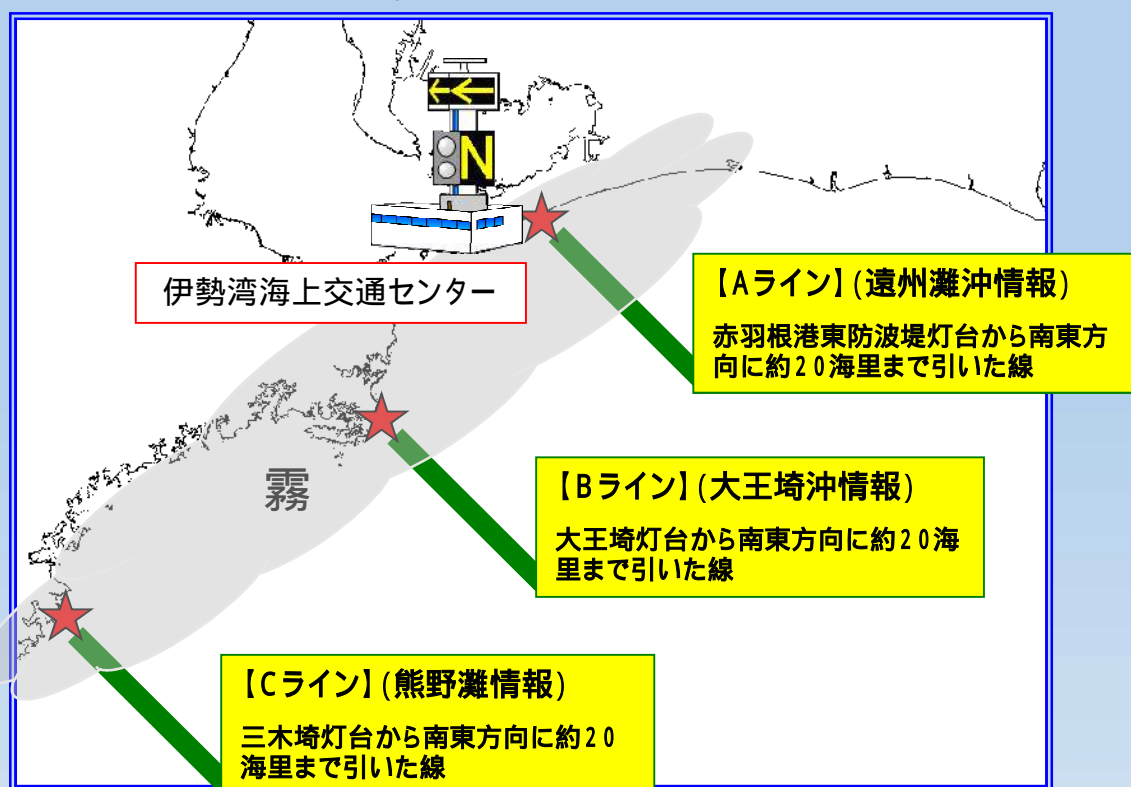 N
伊勢湾海上交通センター
【Aライン】(遠州灘沖情報)
赤羽根港東防波堤灯台から南東方
向に約20海里まで引いた線
【Bライン】(大王埼沖情報)
大王埼灯台から南東方向に約20海
里まで引いた線
霧
【Cライン】(熊野灘情報)
三木埼灯台から南東方向に約20
海里まで引いた線